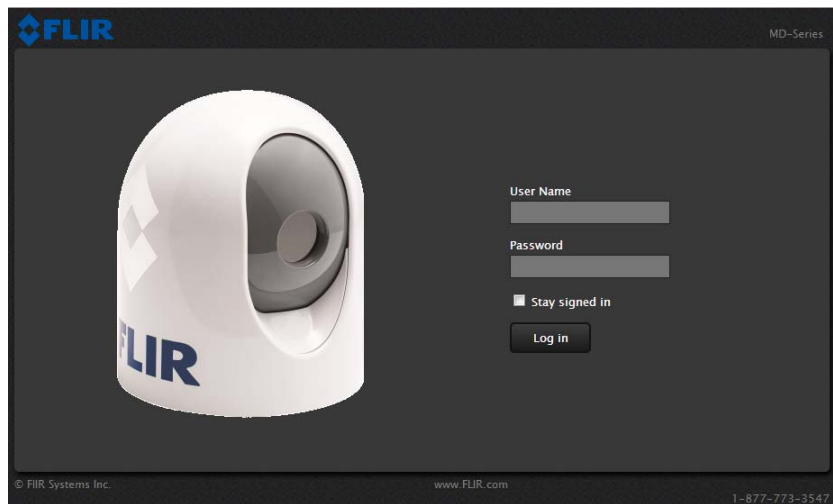 FLIR
MD-Series
User Name
Password
Stay signed in
Log in
FLIR
© FlIR Systems Inc.
www.FLIR.com
1-877-773-3547